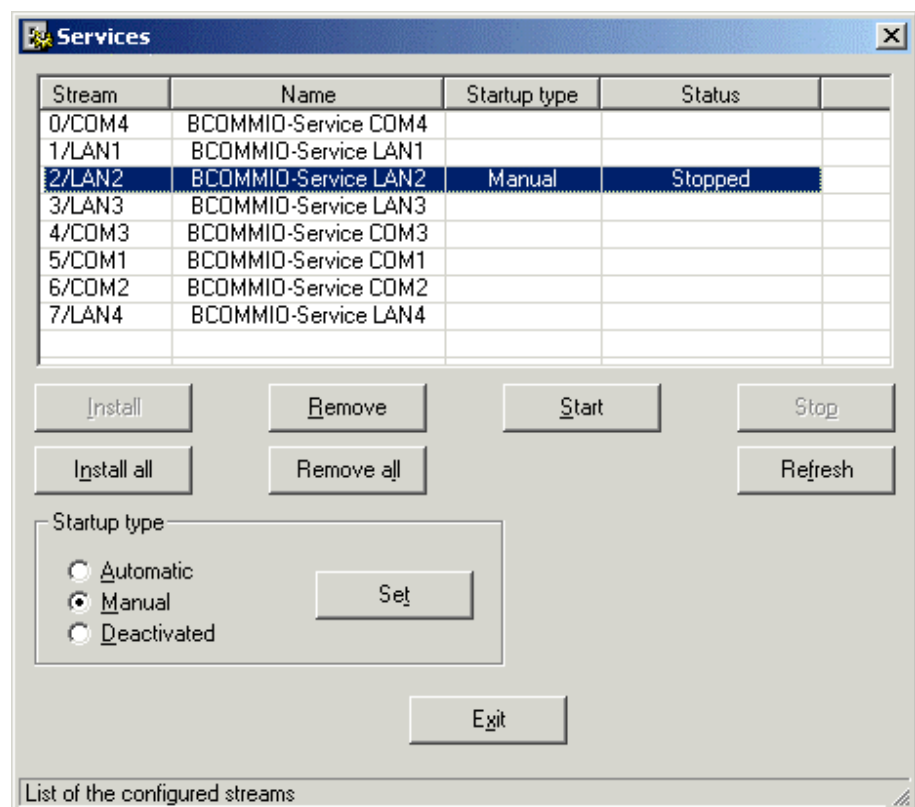 Services
Stream Name Startup type Status
0/COM4 BCOMMIO-Service COM4
1/LAN1 BCOMMIO-Service LAN1
2/LAN2 BCOMMIO-Service LAN2 Manual Stopped
3/LAN3 BCOMMIO-Service LAN3
4/COM3 BCOMMIO-Service COM3
5/COM1 BCOMMIO-Service COM1
6/COM2 BCOMMIO-Service COM2
7/LAN4 BCOMMIO-Service LAN4
Install Remove Start Stop
Install all Remove all Refresh
Startup type
Automatic
Manual Set
Deactivated
Exit
List of the configured streams